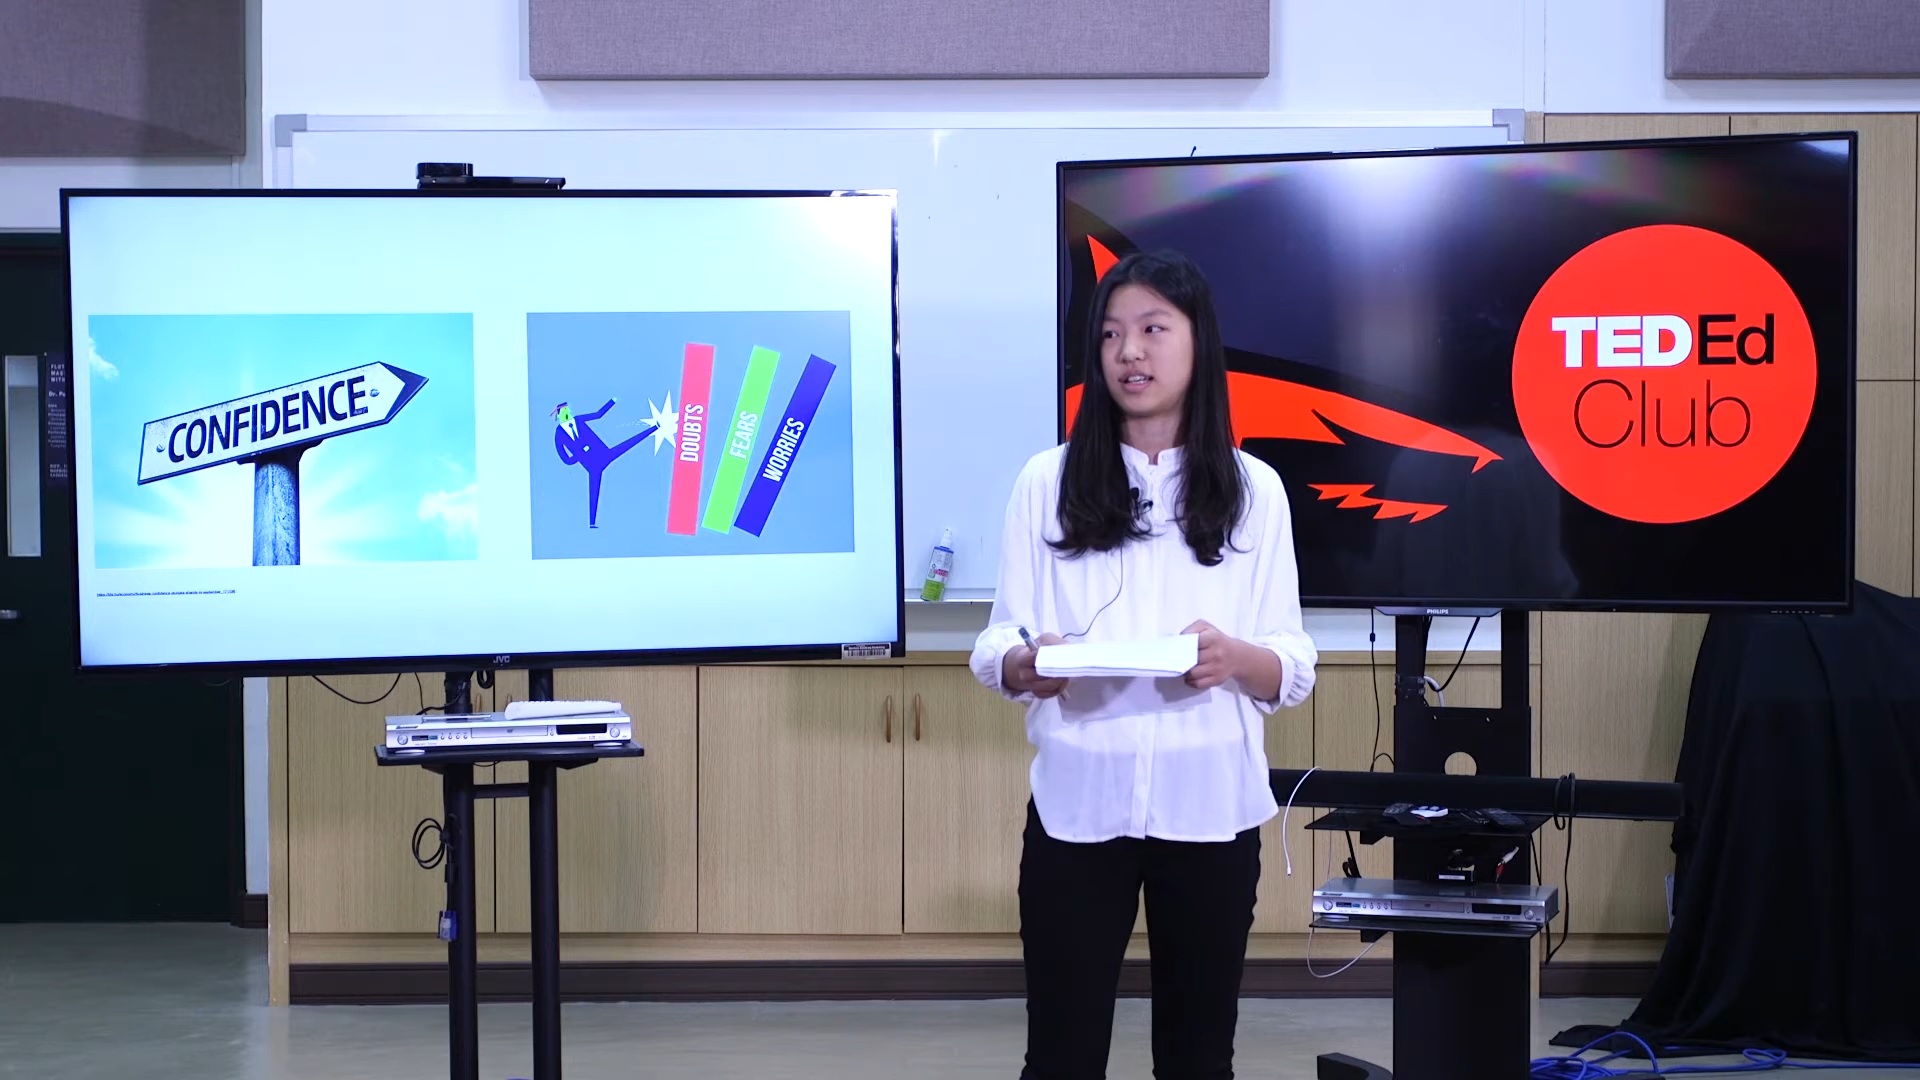 CONFIDENCE
DOUBTS
FEARS
WORRIES
JVC
TED Ed
Club
PHILIPS